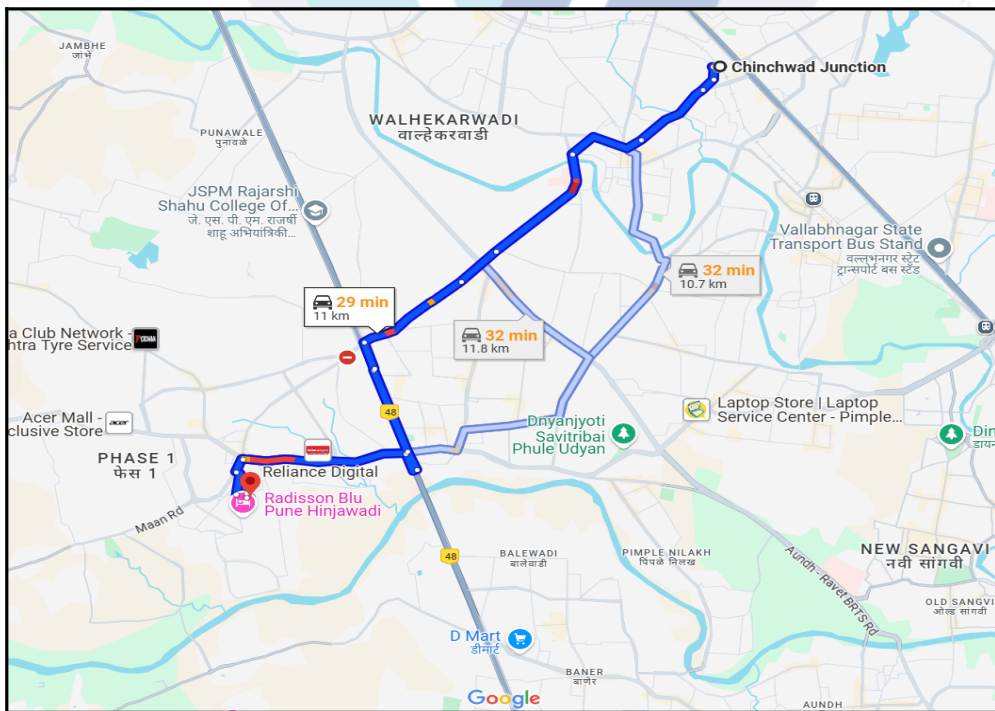 JAMBHE
जांभे
Chinchwad Junction
WALHEKARWADI
वाल्हेकरवाडी
PUNAWALE
पुनावळे
JSPM Rajarshi
Shahu College Of...
जे. एस. पी. एम. राजर्षी
शाहू अभियांत्रिकी...
Vallabhnagar State
Transport Bus Stand
वल्लभनगर स्टेट
ट्रान्सपोर्ट बस स्टँड
32 min
10.7 km
29 min
11 km
32 min
11.8 km
a Club Network -
ntra Tyre Service
Acer Mall -
clusive Store
acer
48
Laptop Store | Laptop
Service Center - Pimple...
Dnyanjyoti
Savitribai
Phule Udyan
Din
डायन
PHASE 1
फेस 1
Reliance Digital
Radisson Blu
Pune Hinjawadi
Maan Rd
48
BALEWADI
बालेवाडी
PIMPLE NILAKH
पिंपळे निलख
NEW SANGAVI
नवी सांगवी
Aundh - Ravet BRTS Rd
OLD SANGVI
ओल्ड सांगवी
D Mart
डीमार्ट
BANER
बाणेर
Google
AUNDH